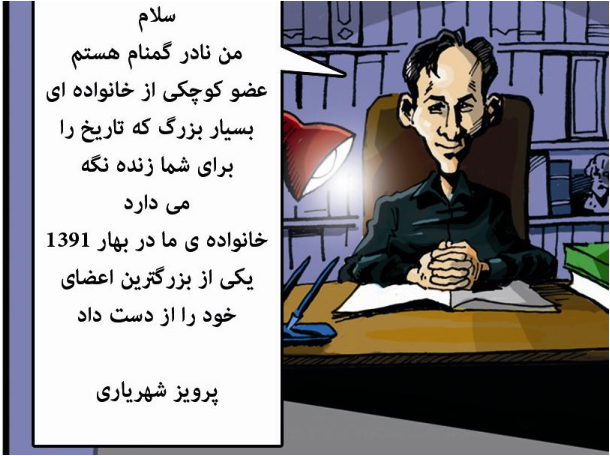 سلام
من نادر گمنام هستم
عضو کوچکی از خانواده ای
بسیار بزرگ که تاریخ را
برای شما زنده نگه
می دارد
خانواده ی ما در بهار 1391
یکی از بزرگترین اعضای
خود را از دست داد
پرویز شهریاری